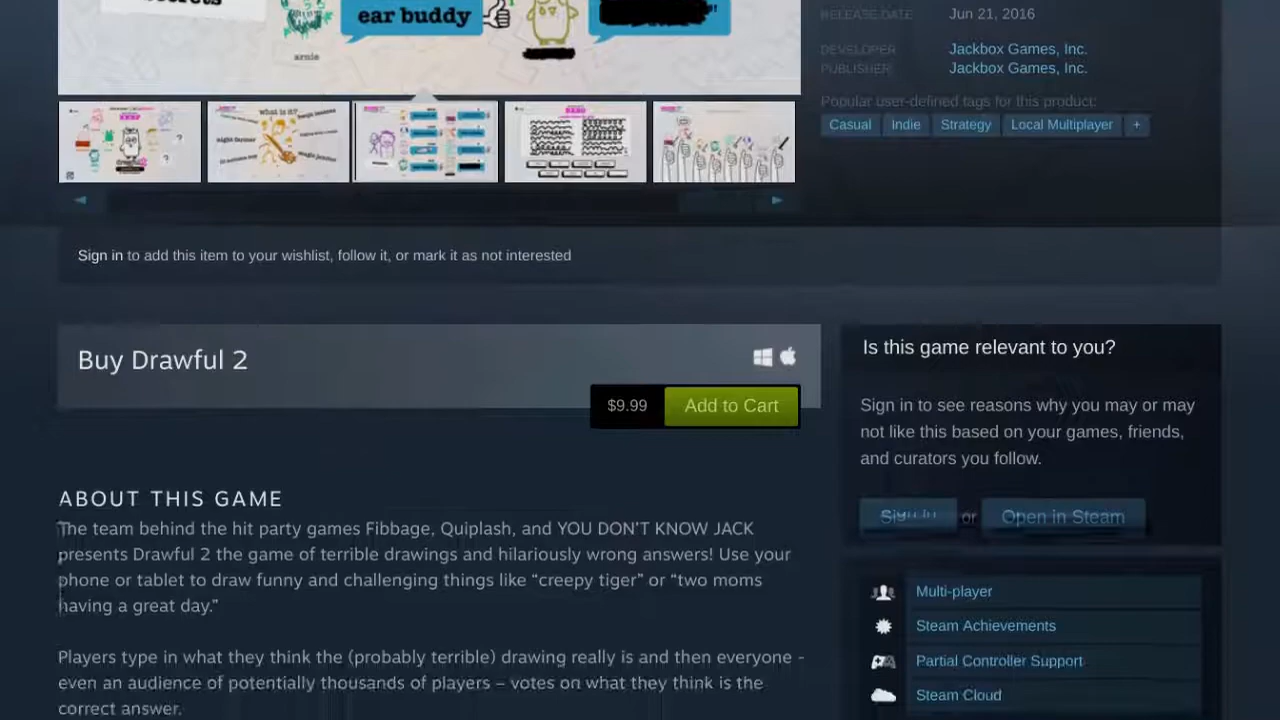 ear buddy
arnie
RELEASE DATE Jun 21, 2016
DEVELOPER Jackbox Games, Inc.
PUBLISHER Jackbox Games, Inc.
Popular user-defined tags for this product:
Casual Indie Strategy Local Multiplayer +
what is it?
Sign in to add this item to your wishlist, follow it, or mark it as not interested
Buy Drawful 2
$9.99 Add to Cart
Is this game relevant to you?
Sign in to see reasons why you may or may
not like this based on your games, friends,
and curators you follow.
Sign In or Open in Steam
ABOUT THIS GAME
The team behind the hit party games Fibbage, Quiplash, and YOU DON'T KNOW JACK
presents Drawful 2 the game of terrible drawings and hilariously wrong answers! Use your
phone or tablet to draw funny and challenging things like “creepy tiger” or “two moms
having a great day.”
Players type in what they think the (probably terrible) drawing really is and then everyone -
even an audience of potentially thousands of players – votes on what they think is the
correct answer.
Multi-player
Steam Achievements
Partial Controller Support
Steam Cloud